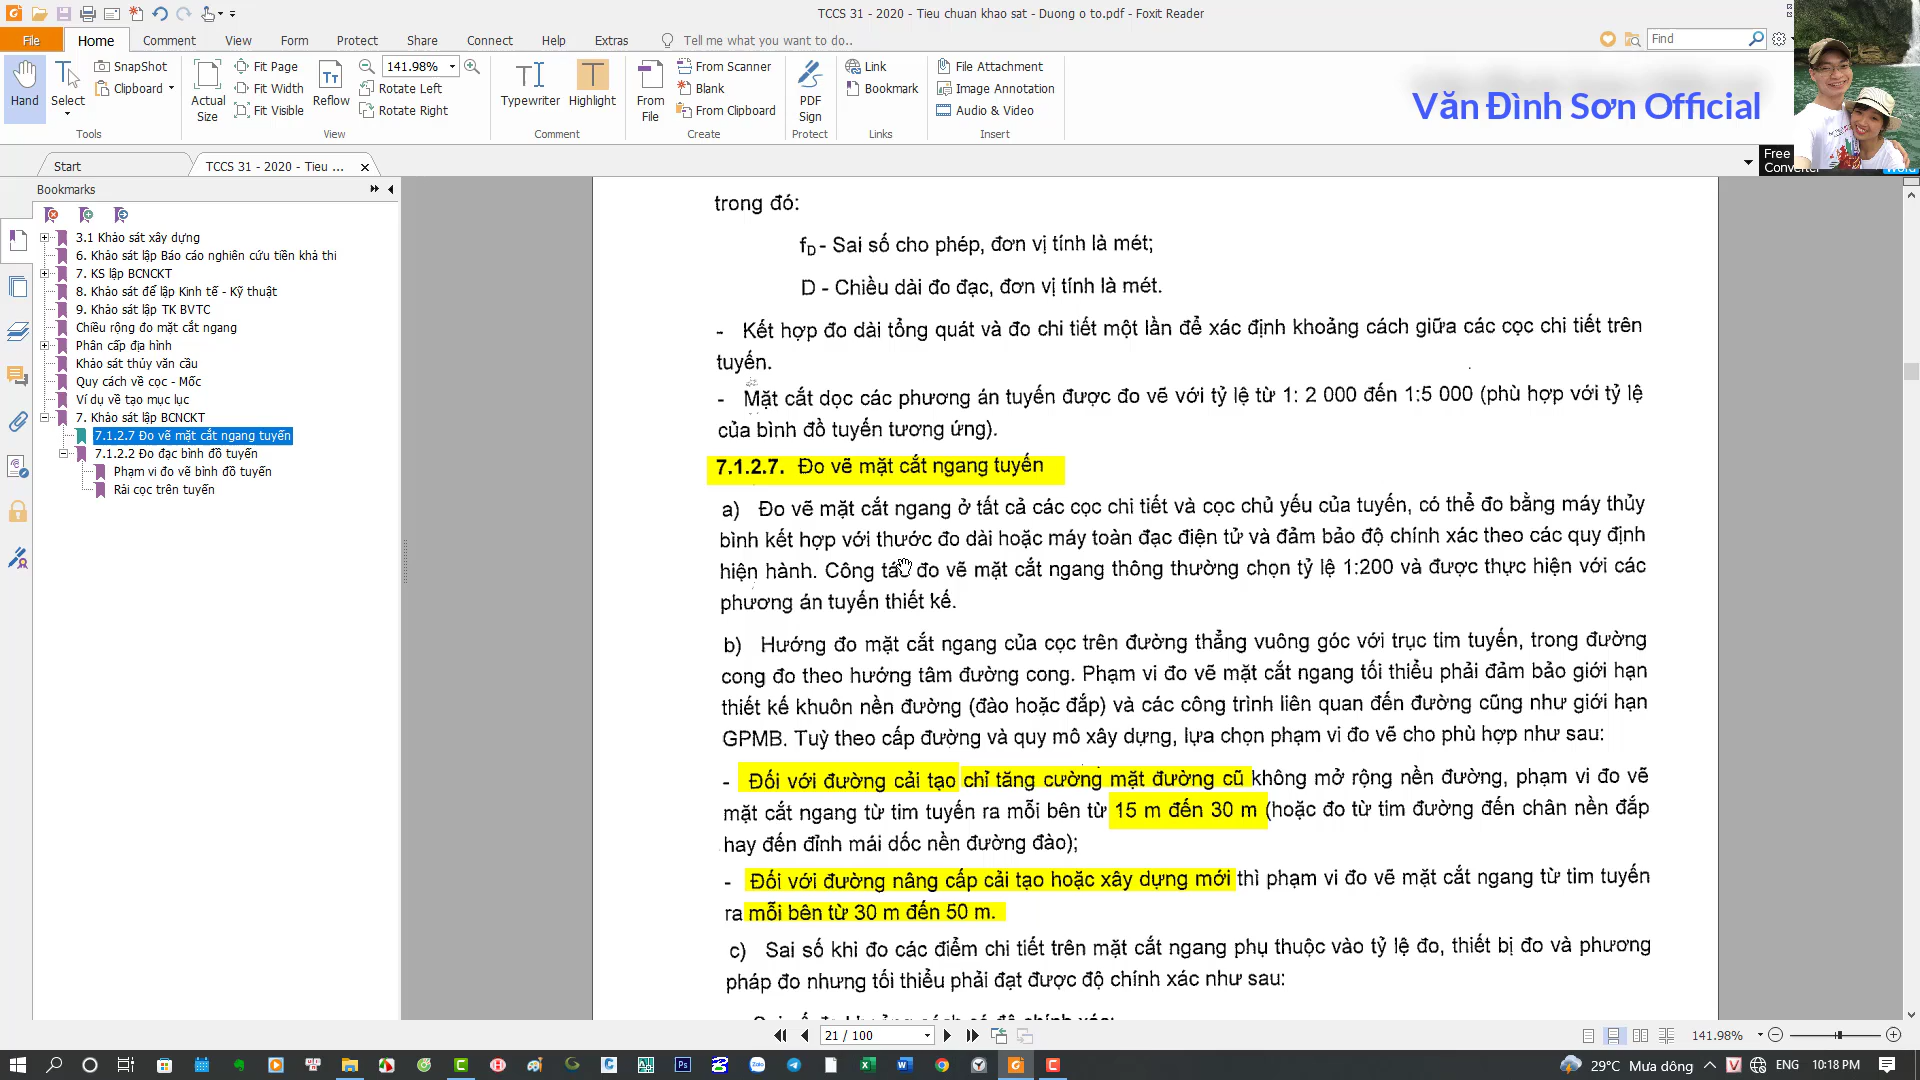 TCCS 31 - 2020 - Tieu chuan khao sat - Duong o to.pdf - Foxit Reader
File Home Comment View Form Protect Share Connect Help Extras Tell me what you want to do.. Find
Hand Select SnapShot Clipboard Actual Size Fit Page Fit Width Fit Visible Reflow 141.98% Rotate Left Rotate Right Typewriter Highlight From File From Scanner Blank From Clipboard PDF Sign Link Bookmark File Attachment Image Annotation Audio & Video
Tools View Comment Create Protect Links Insert
Văn Đình Sơn Official
Free
Converter
Word
Start TCCS 31 - 2020 - Tieu ...
Bookmarks
3.1 Khảo sát xây dựng
6. Khảo sát lập Báo cáo nghiên cứu tiền khả thi
7. KS lập BCNCKT
8. Khảo sát để lập Kinh tế - Kỹ thuật
9. Khảo sát lập TK BVTC
Chiều rộng đo mặt cắt ngang
Phân cấp địa hình
Khảo sát thủy văn cầu
Quy cách về cọc - Mốc
Ví dụ về tạo mục lục
7. Khảo sát lập BCNCKT
7.1.2.7 Đo vẽ mặt cắt ngang tuyến
7.1.2.2 Đo đạc bình đồ tuyến
Phạm vi đo vẽ bình đồ tuyến
Rải cọc trên tuyến
trong đó:
fD - Sai số cho phép, đơn vị tính là mét;
D - Chiều dài đo đạc, đơn vị tính là mét.
- Kết hợp đo dài tổng quát và đo chi tiết một lần để xác định khoảng cách giữa các cọc chi tiết trên
tuyến.
- Mặt cắt dọc các phương án tuyến được đo vẽ với tỷ lệ từ 1: 2 000 đến 1:5 000 (phù hợp với tỷ lệ
của bình đồ tuyến tương ứng).
7.1.2.7. Đo vẽ mặt cắt ngang tuyến
a) Đo vẽ mặt cắt ngang ở tất cả các cọc chi tiết và cọc chủ yếu của tuyến, có thể đo bằng máy thủy
bình kết hợp với thước đo dài hoặc máy toàn đạc điện tử và đảm bảo độ chính xác theo các quy định
hiện hành. Công tác đo vẽ mặt cắt ngang thông thường chọn tỷ lệ 1:200 và được thực hiện với các
phương án tuyến thiết kế.
b) Hướng đo mặt cắt ngang của cọc trên đường thẳng vuông góc với trục tim tuyến, trong đường
cong đo theo hướng tâm đường cong. Phạm vi đo vẽ mặt cắt ngang tối thiểu phải đảm bảo giới hạn
thiết kế khuôn nền đường (đào hoặc đắp) và các công trình liên quan đến đường cũng như giới hạn
GPMB. Tuỳ theo cấp đường và quy mô xây dựng, lựa chọn phạm vi đo vẽ cho phù hợp như sau:
- Đối với đường cải tạo chỉ tăng cường mặt đường cũ không mở rộng nền đường, phạm vi đo vẽ
mặt cắt ngang từ tim tuyến ra mỗi bên từ 15 m đến 30 m (hoặc đo từ tim đường đến chân nền đắp
hay đến đỉnh mái dốc nền đường đào);
- Đối với đường nâng cấp cải tạo hoặc xây dựng mới thì phạm vi đo vẽ mặt cắt ngang từ tim tuyến
ra mỗi bên từ 30 m đến 50 m.
c) Sai số khi đo các điểm chi tiết trên mặt cắt ngang phụ thuộc vào tỷ lệ đo, thiết bị đo và phương
pháp đo nhưng tối thiểu phải đạt được độ chính xác như sau:
21 / 100
141.98%
29°C Mưa dông ENG 10:18 PM